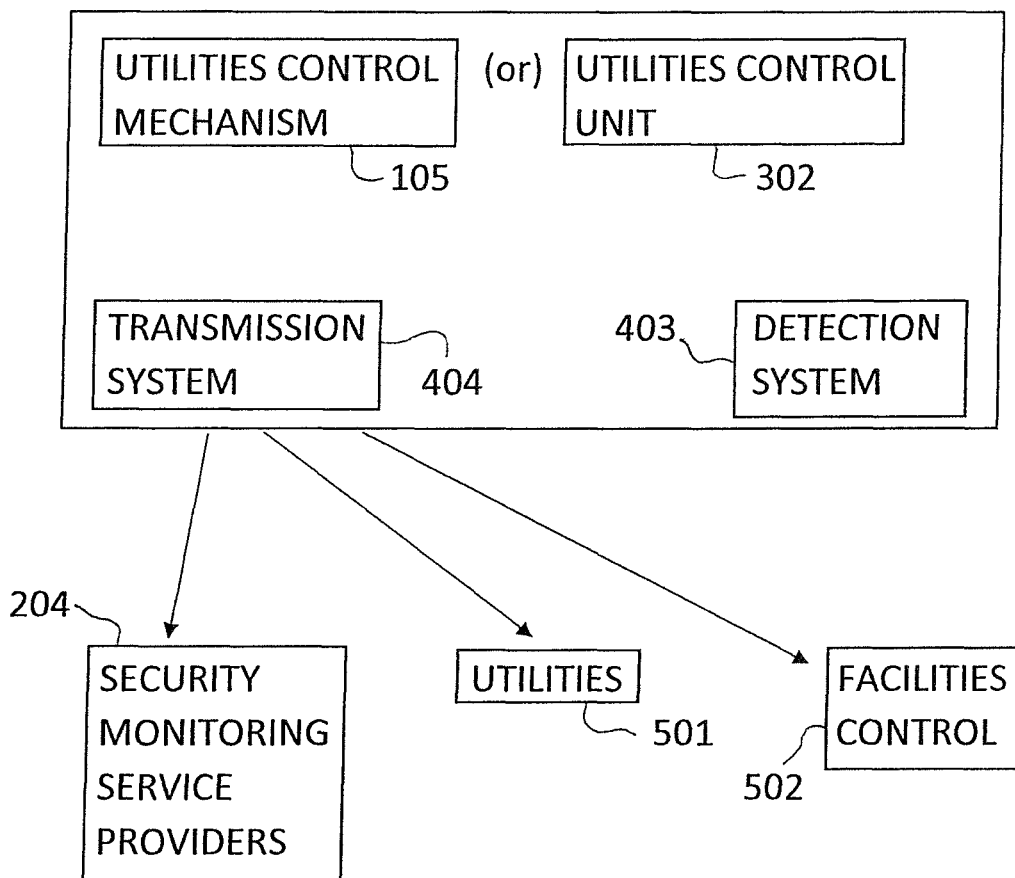 UTILITIES CONTROL
MECHANISM
(or)
UTILITIES CONTROL
UNIT
105
302
TRANSMISSION
SYSTEM
404
403
DETECTION
SYSTEM
204
SECURITY
MONITORING
SERVICE
PROVIDERS
UTILITIES
501
FACILITIES
CONTROL
502